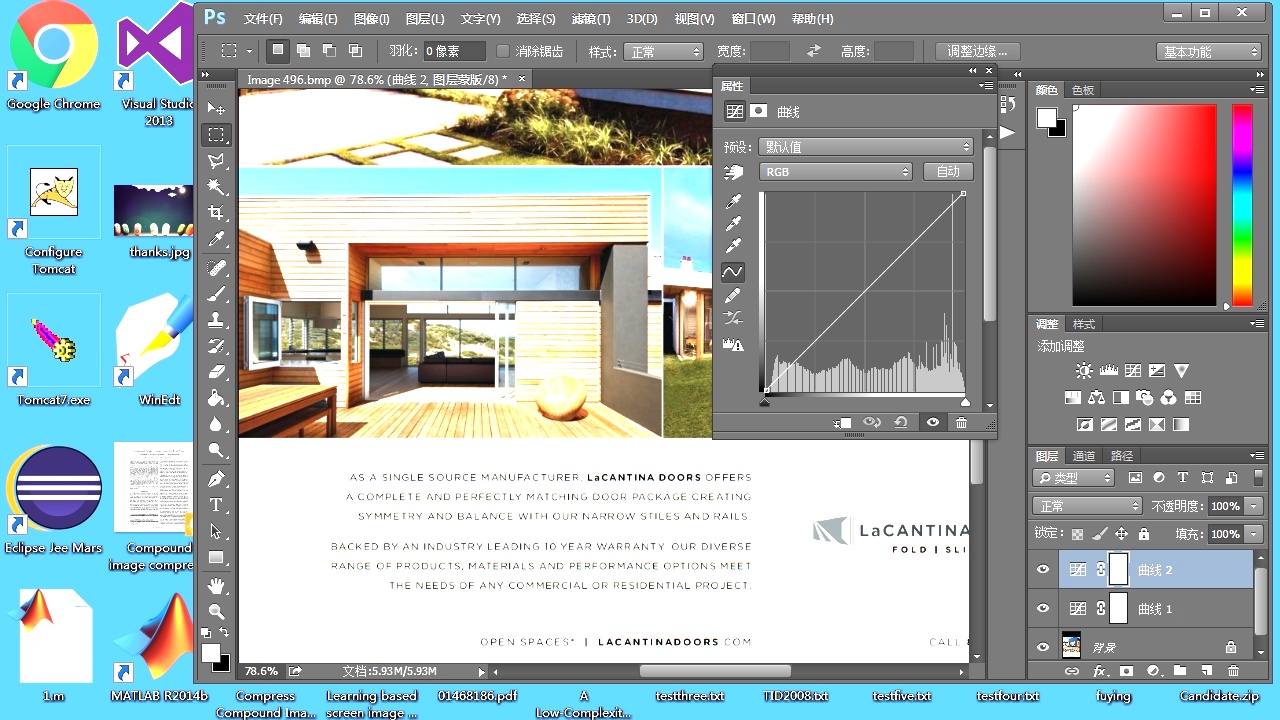 Ps 文件(F) 编辑(E) 图像(I) 图层(L) 文字(Y) 选择(S) 滤镜(T) 3D(D) 视图(V) 窗口(W) 帮助(H)
羽化: 0 像素 消除锯齿 样式: 正常 宽度: 高度: 调整边缘... 基本功能
Image 496.bmp @ 78.6% (曲线 2, 图层蒙版/8) *
属性
曲线
预设: 默认值
RGB 自动
颜色 色板
调整 样式
添加调整
图层 通道 路径
类型
正常 不透明度: 100%
锁定: 填充: 100%
曲线 2
曲线 1
背景
AS A SINGLE SOURCE MANUFACTURER, LaCANTINA DOORS OFFERS
COMPLETE AND PERFECTLY MATCHING DOOR PACKAGE CREATING
SYMMETRY AND BALANCE WITH OUR NARROW STILES AND RAILS.
BACKED BY AN INDUSTRY LEADING 10 YEAR WARRANTY OUR DIVERSE
RANGE OF PRODUCTS, MATERIALS AND PERFORMANCE OPTIONS MEET
THE NEEDS OF ANY COMMERCIAL OR RESIDENTIAL PROJECT.
OPEN SPACES* | LACANTINADOORS COM
LaCANTINA
FOLD | SLI
CALL
78.6% 文档:5.93M/5.93M
Google Chrome
Visual Studio
2013
Configure
Tomcat
thanks.jpg
Tomcat7.exe
WinEdt
Eclipse Jee Mars
Compound
image compre
1.m
MATLAB R2014b
Compress
Compound Ima...
Learning based
screen image ...
01468186.pdf
A
Low-Complexit...
testthree.txt
TID2008.txt
testfive.txt
testfour.txt
fuying
Candidate.zip